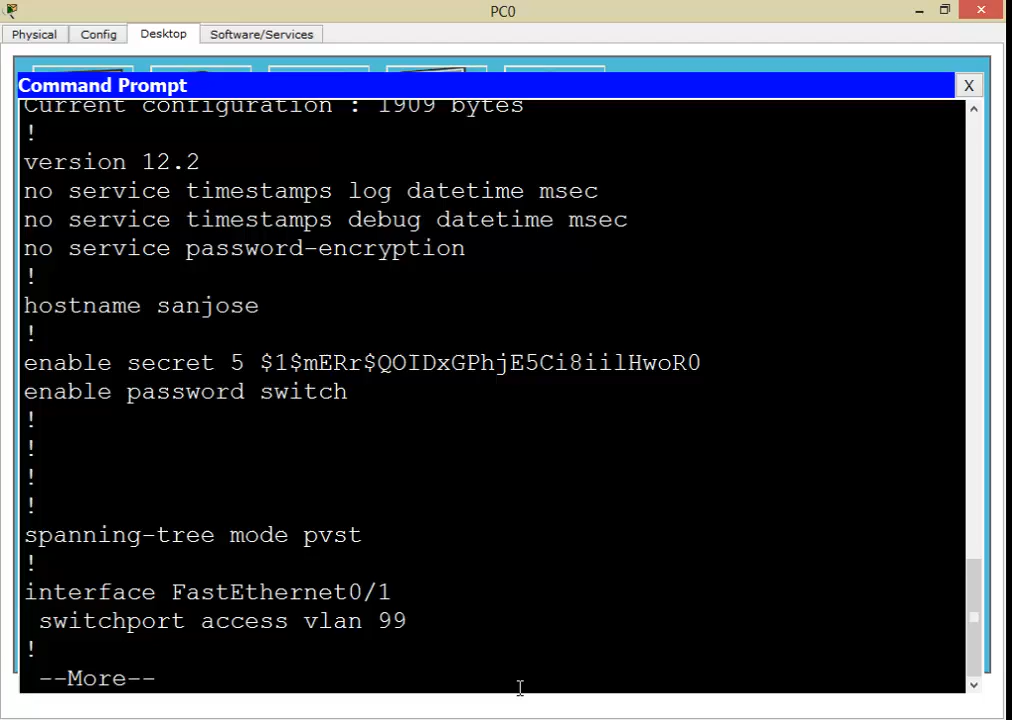 PC0
Physical Config Desktop Software/Services
Command Prompt X
Current configuration : 1909 bytes
!
version 12.2
no service timestamps log datetime msec
no service timestamps debug datetime msec
no service password-encryption
!
hostname sanjose
!
enable secret 5 $1$mERr$QOIDxGPhjE5Ci8iilHwoR0
enable password switch
!
!
!
!
spanning-tree mode pvst
!
interface FastEthernet0/1
 switchport access vlan 99
!
 --More--